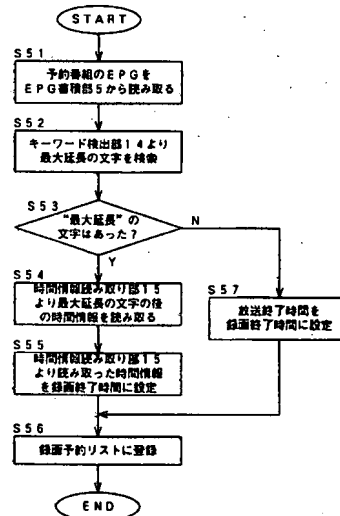 START
S51
予約番組のEPGを
EPG蓄積部5から読み取る
S52
キーワード検出部14より
最大延長の文字を検索
S53
“最大延長”の
文字はあった?
N
Y
S54
時間情報読み取り部15
より最大延長の文字の後
の時間情報を読み取る
S57
放送終了時間を
録画終了時間に設定
S55
時間情報読み取り部15
より読み取った時間情報
を録画終了時間に設定
S56
録画予約リストに登録
END